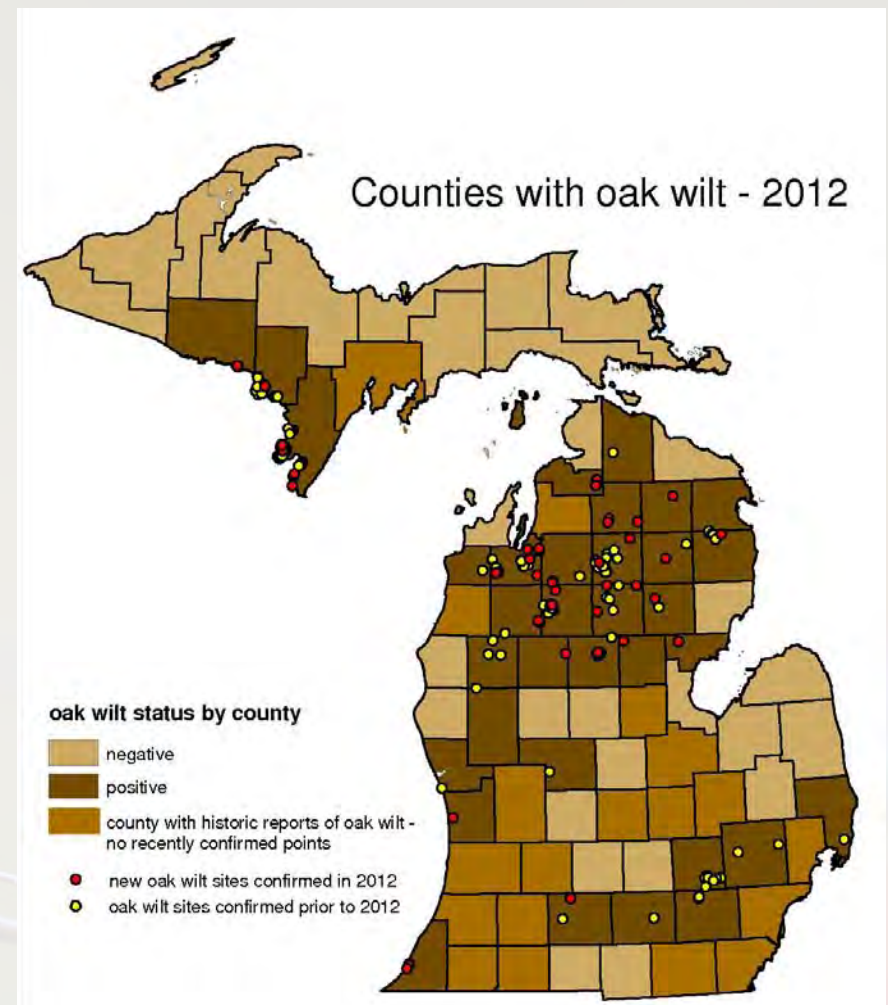 Counties with oak wilt - 2012
oak wilt status by county
negative
positive
county with historic reports of oak wilt -
no recently confirmed points
new oak wilt sites confirmed in 2012
oak wilt sites confirmed prior to 2012